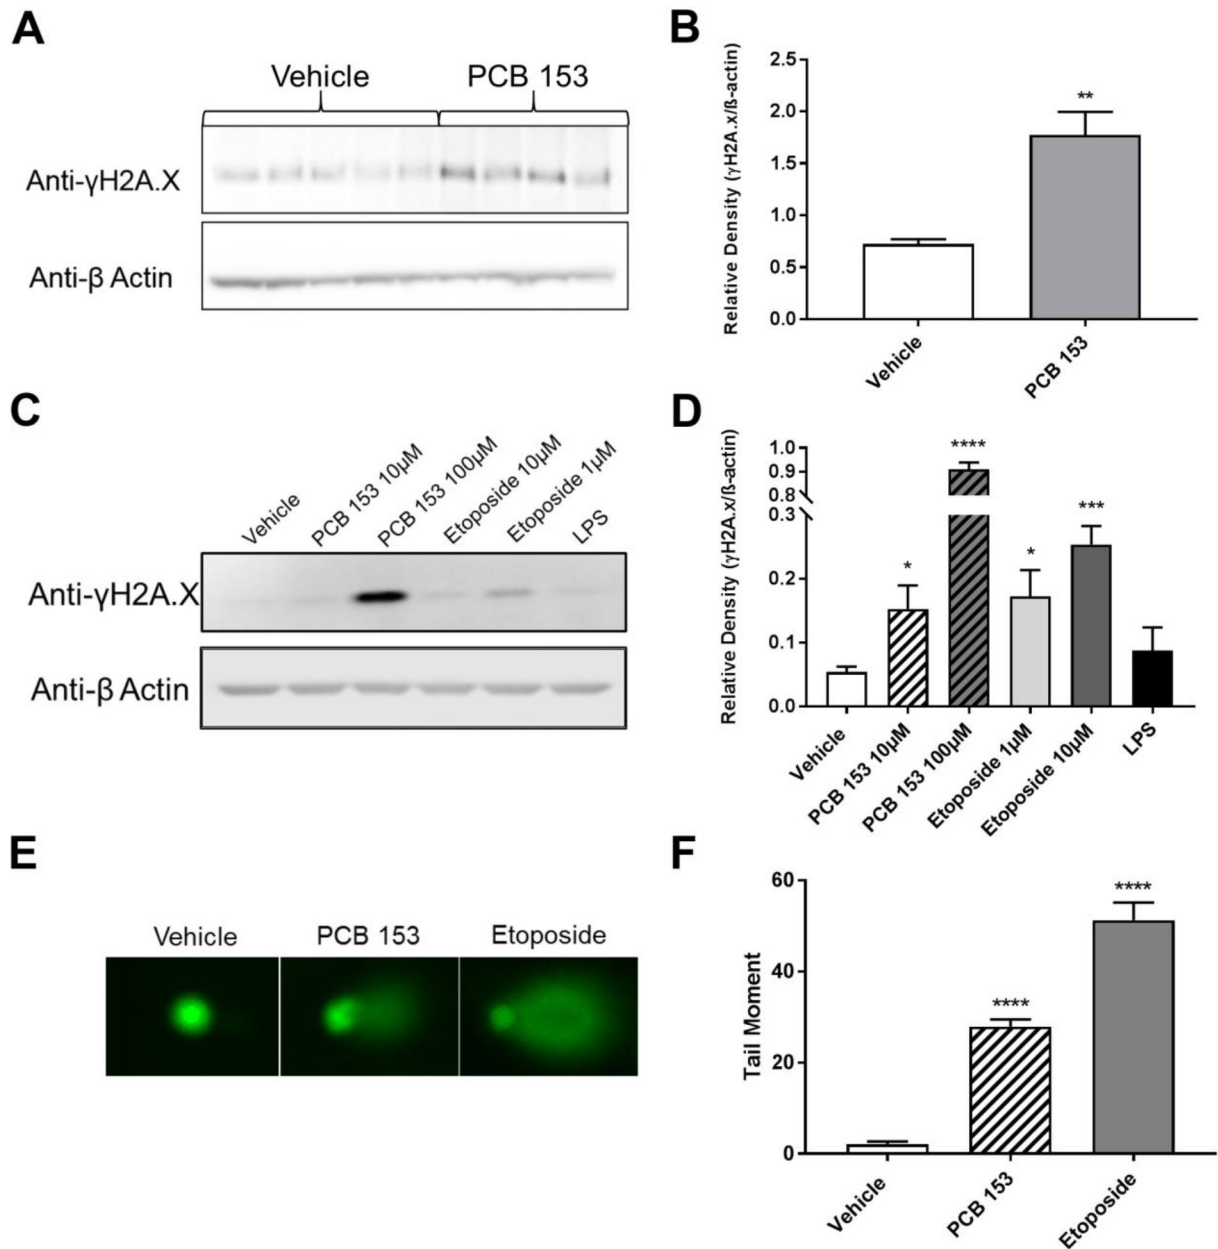 A
Vehicle
PCB 153
Anti-γH2A.X
Anti-β Actin
B
Relative Density (γH2A.x/ß-actin)
2.5
2.0
1.5
1.0
0.5
0.0
**
Vehicle
PCB 153
C
Vehicle
PCB 153 10µM
PCB 153 100µM
Etoposide 10µM
Etoposide 1µM
LPS
Anti-γH2A.X
Anti-β Actin
D
Relative Density (γH2A.x/ß-actin)
1.0
0.9
0.8
0.3
0.2
0.1
0.0
*
****
*
***
Vehicle
PCB 153 10µM
PCB 153 100µM
Etoposide 1µM
Etoposide 10µM
LPS
E
Vehicle
PCB 153
Etoposide
F
Tail Moment
60
40
20
0
****
****
Vehicle
PCB 153
Etoposide